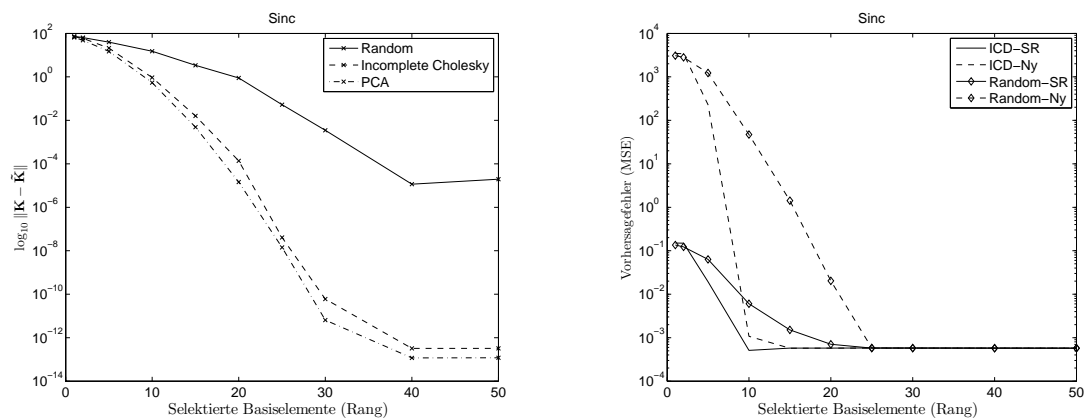 Sinc
10^2
10^0
10^−2
10^−4
10^−6
10^−8
10^−10
10^−12
10^−14
log10 ‖K − K̃‖
Random
Incomplete Cholesky
PCA
0 10 20 30 40 50
Selektierte Basiselemente (Rang)
Sinc
10^4
10^3
10^2
10^1
10^0
10^−1
10^−2
10^−3
10^−4
Vorhersagefehler (MSE)
ICD−SR
ICD−Ny
Random−SR
Random−Ny
0 10 20 30 40 50
Selektierte Basiselemente (Rang)